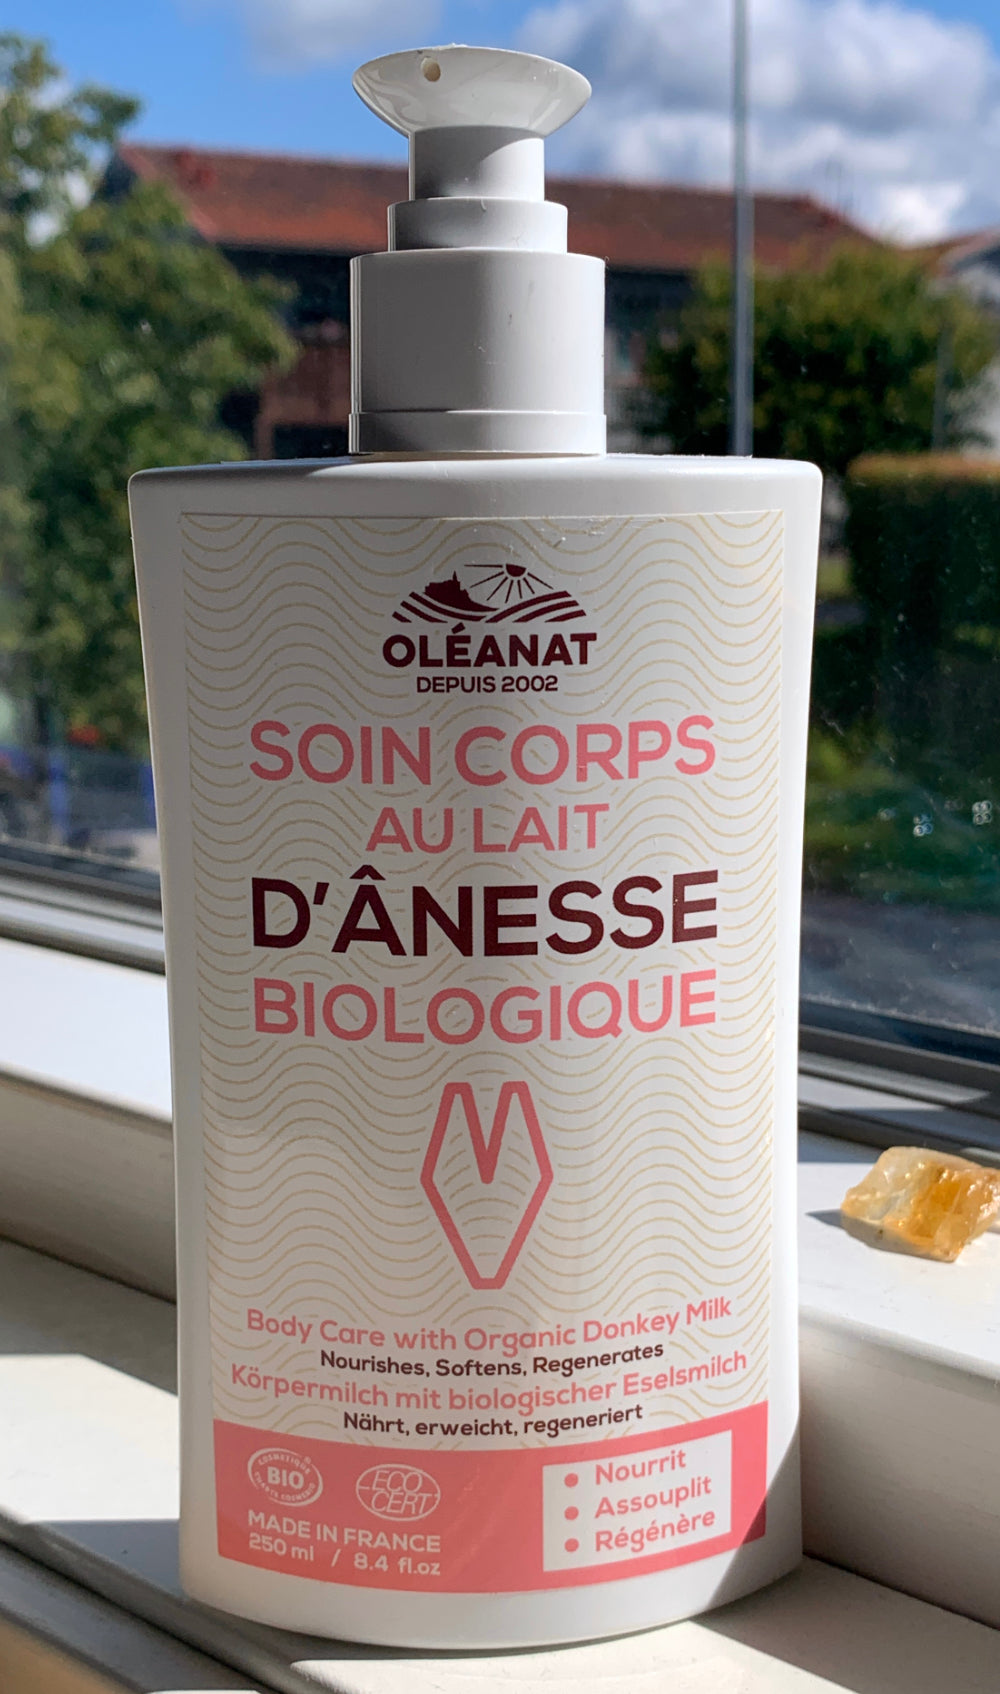 OLÉANAT
DEPUIS 2002
SOIN CORPS
AU LAIT
D'ÂNESSE
BIOLOGIQUE
Body Care with Organic Donkey Milk
Nourishes, Softens, Regenerates
Körpermilch mit biologischer Eselsmilch
Nährt, erweicht, regeneriert
COSMÉTIQUE
BIO
ECO
CERT
MADE IN FRANCE
250 ml / 8.4 fl.oz
• Nourrit
• Assouplit
• Régénère